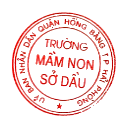 ỦY BAN NHÂN DÂN QUẬN HỒNG BÀNG TP HẢI PHÒNG
TRƯỜNG
MẦM NON
SỞ DẦU